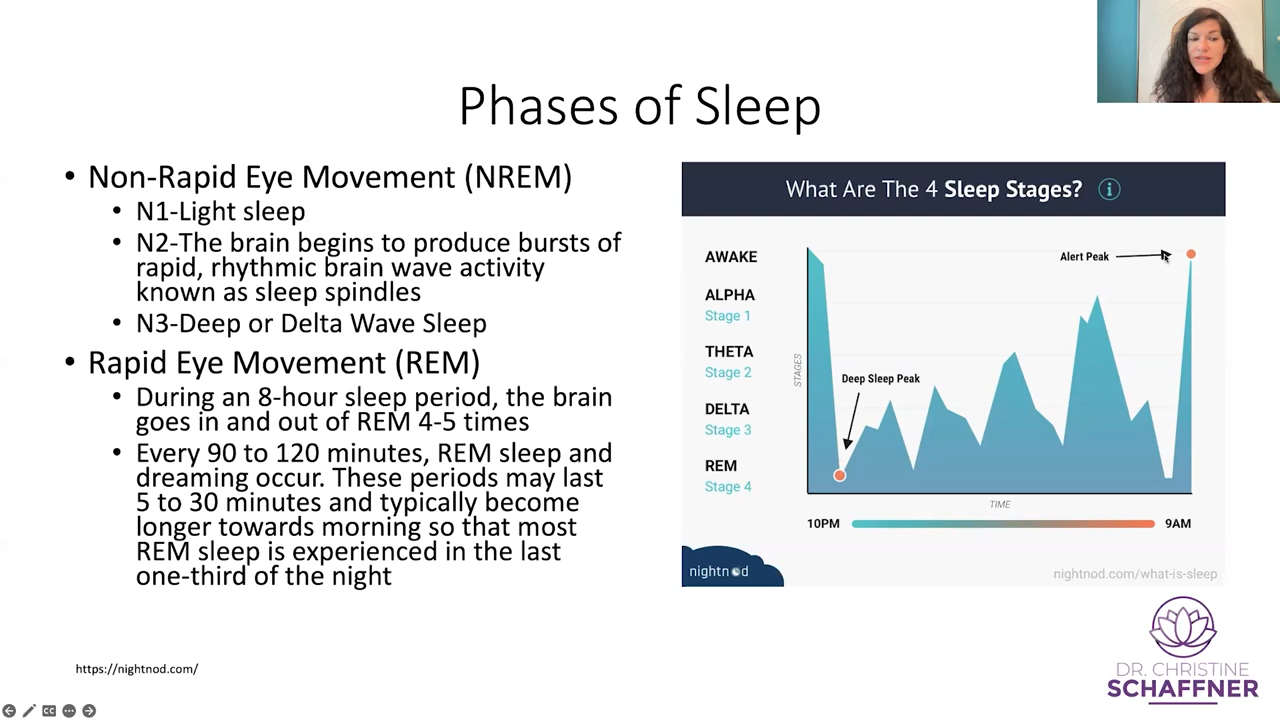 Phases of Sleep
• Non-Rapid Eye Movement (NREM)
• N1-Light sleep
• N2-The brain begins to produce bursts of
rapid, rhythmic brain wave activity
known as sleep spindles
• N3-Deep or Delta Wave Sleep
• Rapid Eye Movement (REM)
• During an 8-hour sleep period, the brain
goes in and out of REM 4-5 times
• Every 90 to 120 minutes, REM sleep and
dreaming occur. These periods may last
5 to 30 minutes and typically become
longer towards morning so that most
REM sleep is experienced in the last
one-third of the night
https://nightnod.com/
What Are The 4 Sleep Stages? i
AWAKE
ALPHA
Stage 1
THETA
Stage 2
DELTA
Stage 3
REM
Stage 4
STAGES
Alert Peak
Deep Sleep Peak
TIME
10PM
9AM
nightnod
nightnod.com/what-is-sleep
DR. CHRISTINE
SCHAFFNER
CC